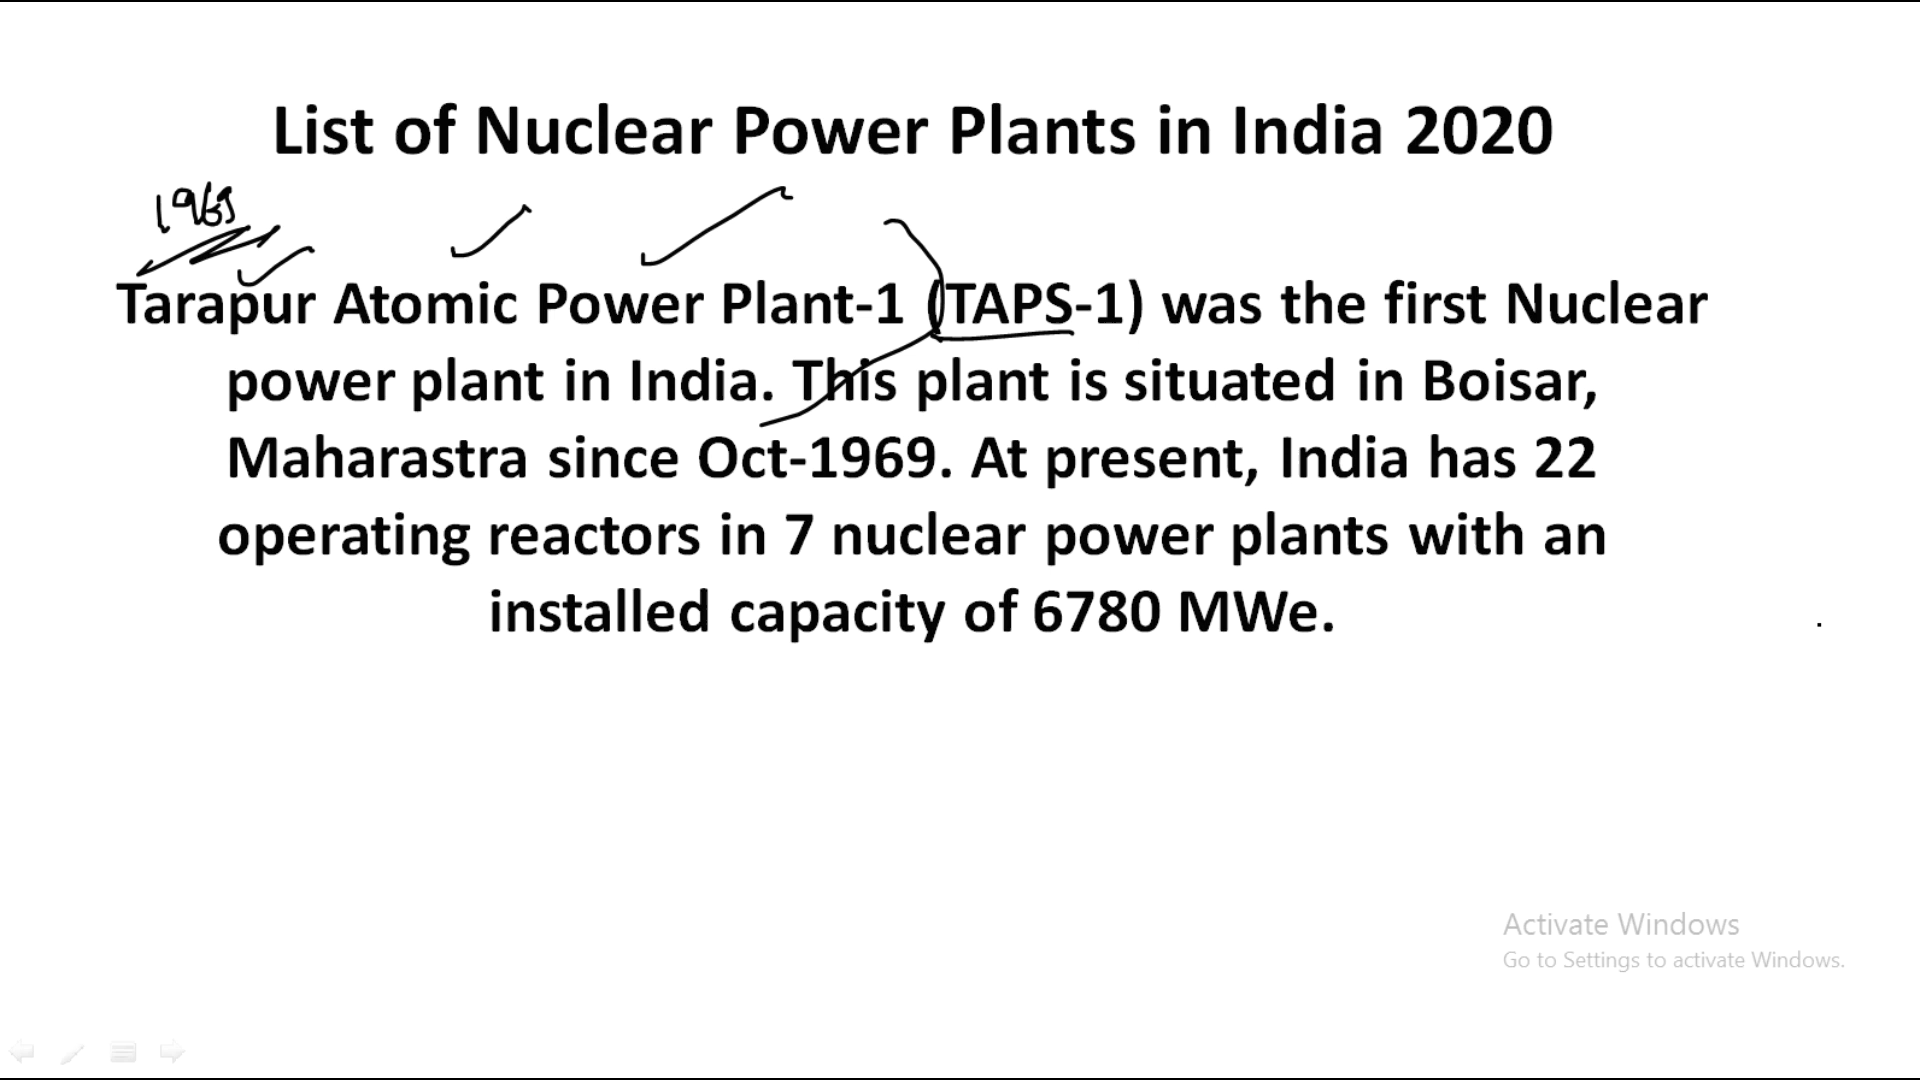 List of Nuclear Power Plants in India 2020
1969
Tarapur Atomic Power Plant-1 (TAPS-1) was the first Nuclear
power plant in India. This plant is situated in Boisar,
Maharastra since Oct-1969. At present, India has 22
operating reactors in 7 nuclear power plants with an
installed capacity of 6780 MWe.
Activate Windows
Go to Settings to activate Windows.